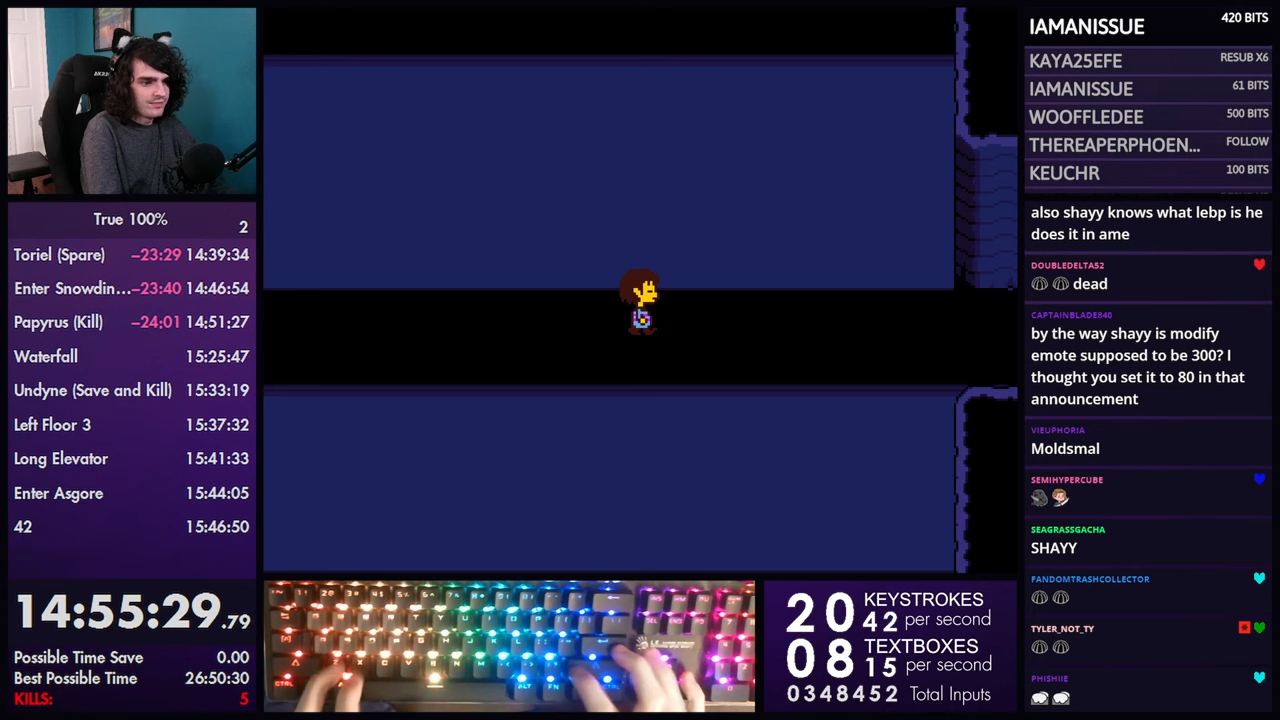 True 100%
2
Toriel (Spare) −23:29 14:39:34
Enter Snowdin... −23:40 14:46:54
Papyrus (Kill) −24:01 14:51:27
Waterfall 15:25:47
Undyne (Save and Kill) 15:33:19
Left Floor 3 15:37:32
Long Elevator 15:41:33
Enter Asgore 15:44:05
42 15:46:50
14:55:29.79
Possible Time Save 0.00
Best Possible Time 26:50:30
KILLS: 5
20 KEYSTROKES
42 per second
08 TEXTBOXES
15 per second
0348452 Total Inputs
IAMANISSUE 420 BITS
KAYA25EFE RESUB X6
IAMANISSUE 61 BITS
WOOFFLEDEE 500 BITS
THEREAPERPHOEN... FOLLOW
KEUCHR 100 BITS
also shayy knows what lebp is he
does it in ame
DOUBLEDELTA52
dead
CAPTAINBLADE840
by the way shayy is modify
emote supposed to be 300? I
thought you set it to 80 in that
announcement
VIEUPHORIA
Moldsmal
SEMIHYPERCUBE
SEAGRASSGACHA
SHAYY
FANDOMTRASHCOLLECTOR
TYLER_NOT_TY
PHISHIIE